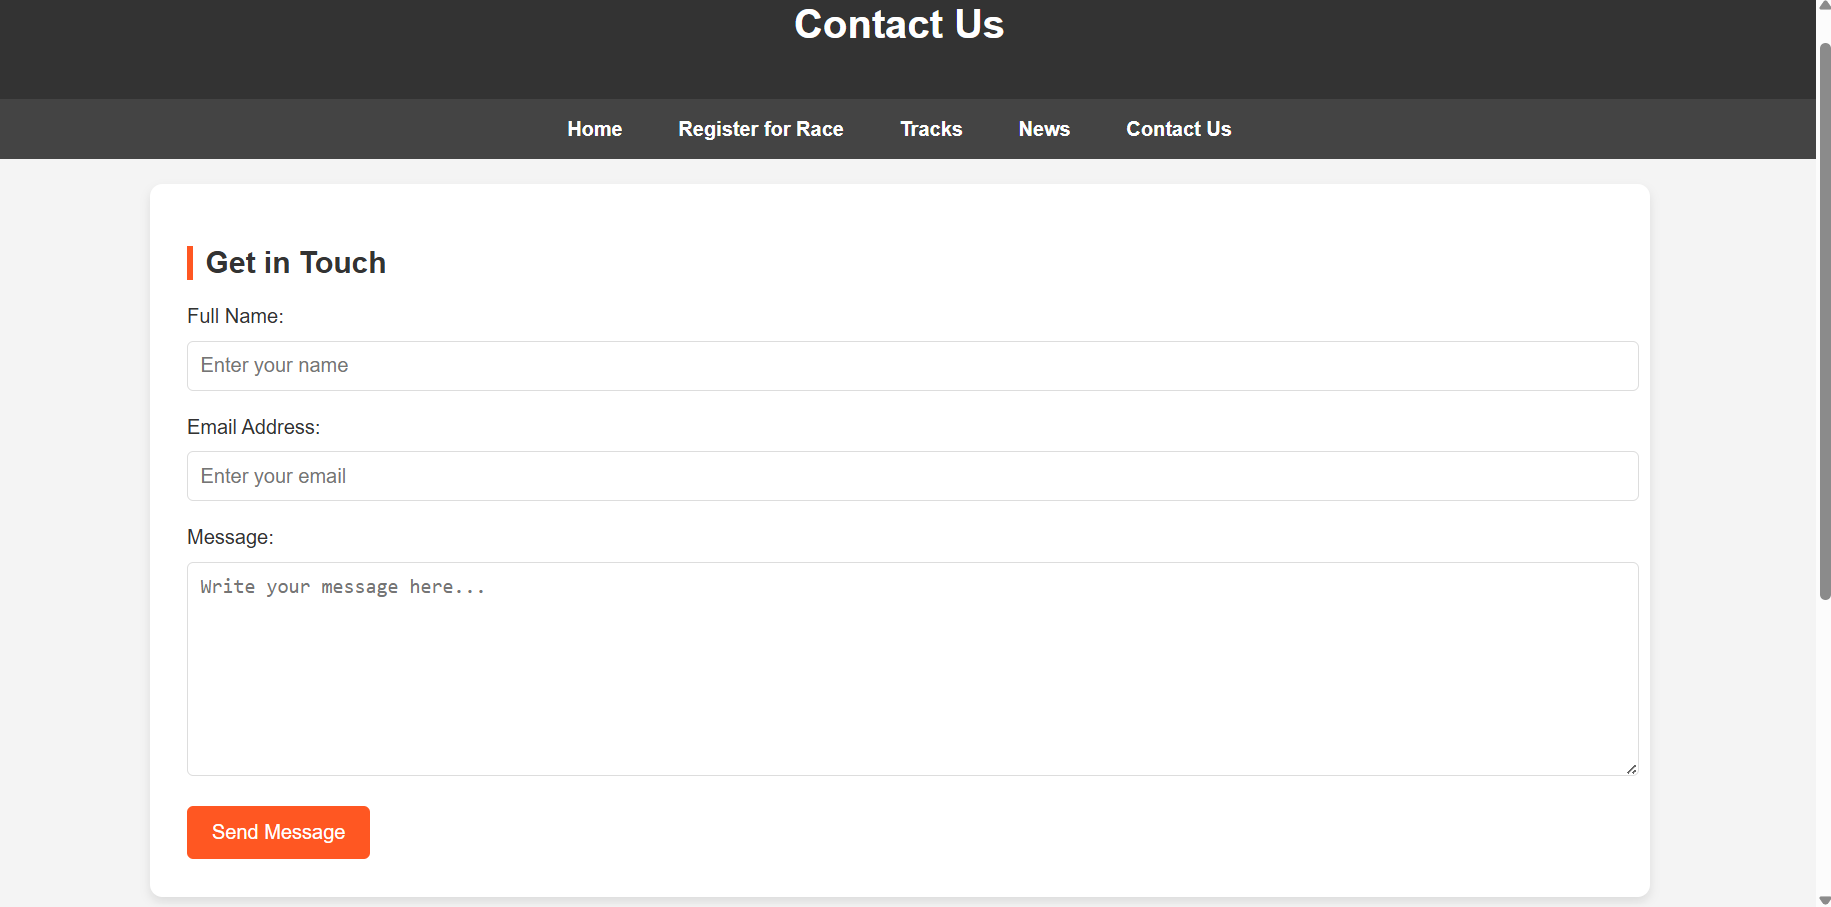 Contact Us
Home Register for Race Tracks News Contact Us
Get in Touch
Full Name:
Enter your name
Email Address:
Enter your email
Message:
Write your message here...
Send Message